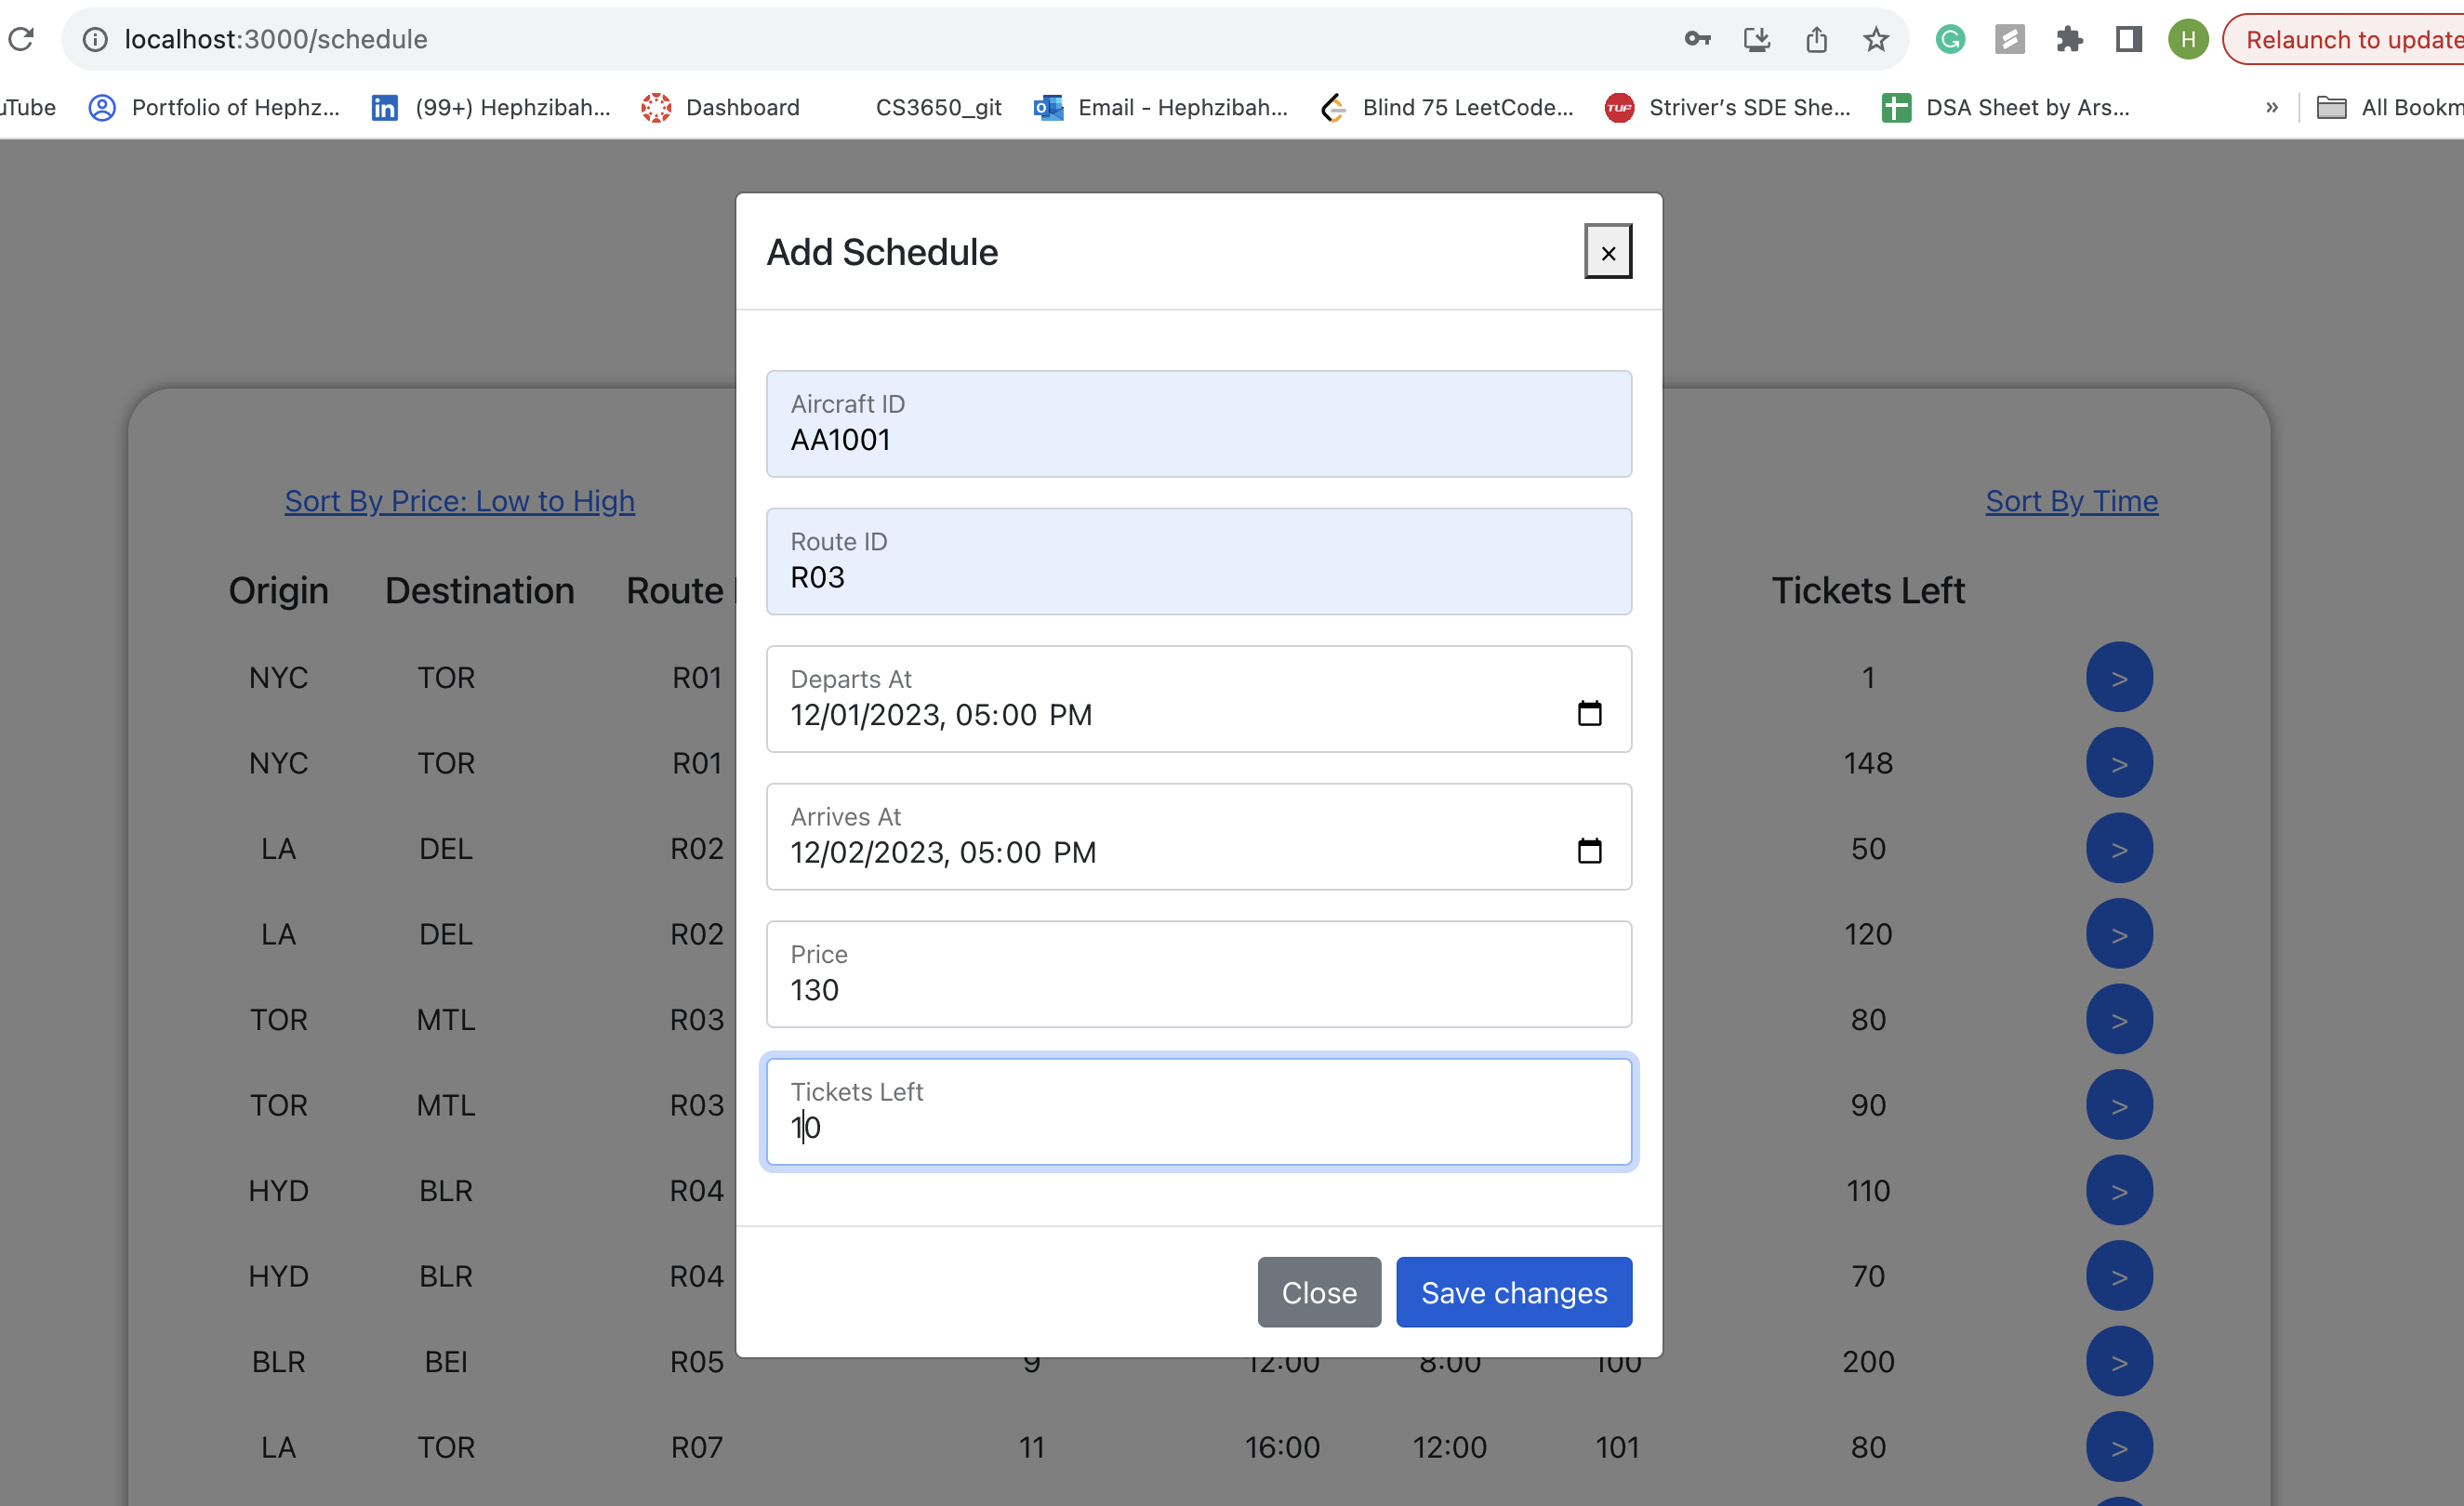 localhost:3000/schedule
H
Relaunch to update
uTube
Portfolio of Hephz...
in
(99+) Hephzibah...
Dashboard
CS3650_git
Email - Hephzibah...
Blind 75 LeetCode...
TUF
Striver's SDE She...
DSA Sheet by Ars...
»
All Bookm
Add Schedule
×
Aircraft ID
AA1001
Route ID
R03
Departs At
12/01/2023, 05:00 PM
Arrives At
12/02/2023, 05:00 PM
Price
130
Tickets Left
10
Close
Save changes
Sort By Price: Low to High
Sort By Time
Origin Destination Route Tickets Left
NYC TOR R01 1 >
NYC TOR R01 148 >
LA DEL R02 50 >
LA DEL R02 120 >
TOR MTL R03 80 >
TOR MTL R03 90 >
HYD BLR R04 110 >
HYD BLR R04 70 >
BLR BEI R05 9 12:00 8:00 100 200 >
LA TOR R07 11 16:00 12:00 101 80 >